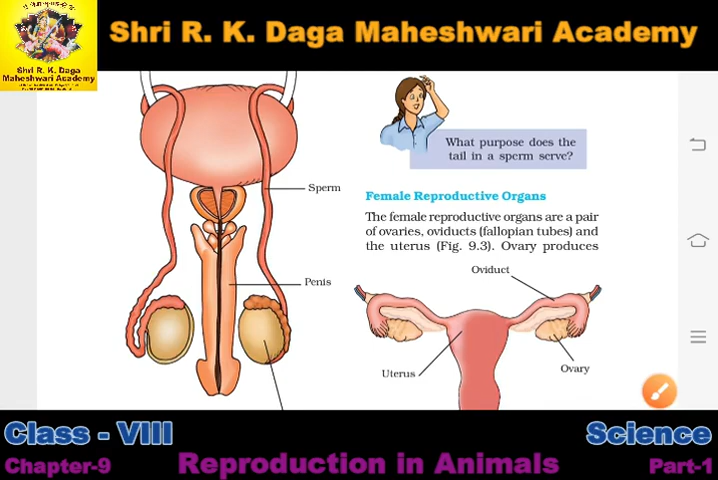 Shri R. K. Daga Maheshwari Academy
Shri R. K. Daga
Maheshwari Academy
What purpose does the
tail in a sperm serve?
Sperm
Penis
Female Reproductive Organs
The female reproductive organs are a pair
of ovaries, oviducts (fallopian tubes) and
the uterus (Fig. 9.3). Ovary produces
Oviduct
Uterus
Ovary
Class - VIII
Science
Chapter-9
Reproduction in Animals
Part-1